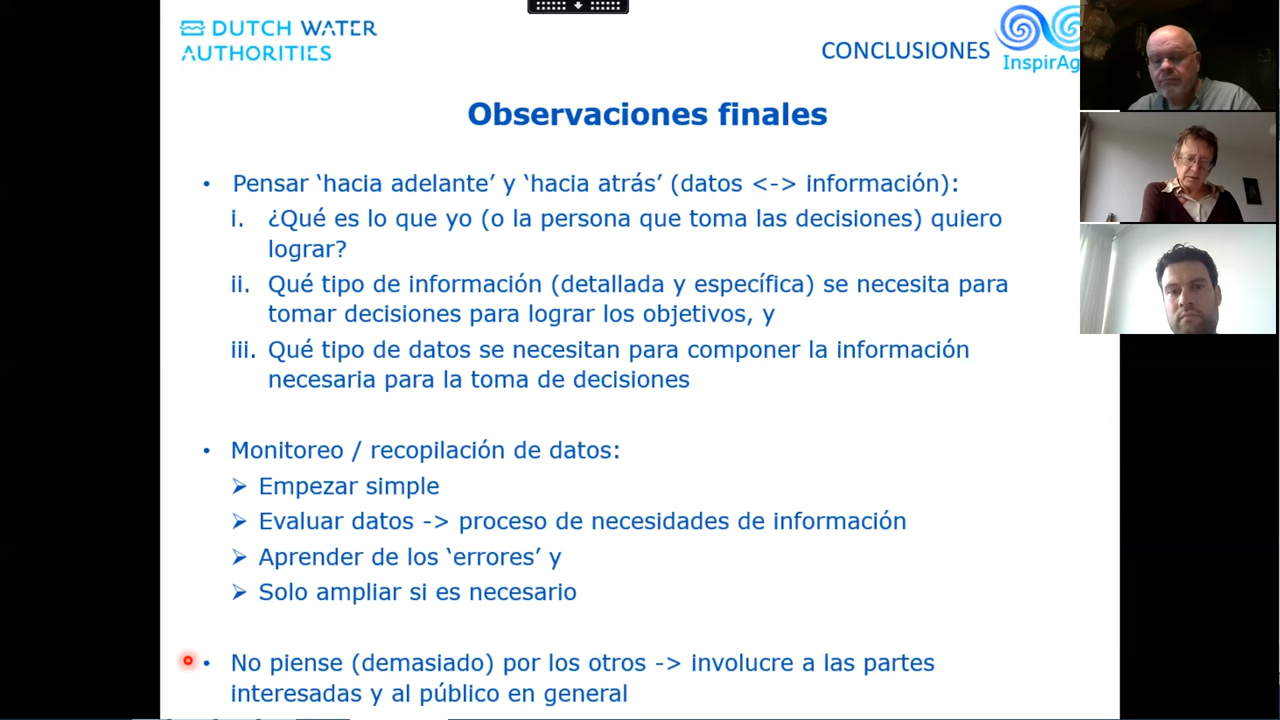 DUTCH WATER
AUTHORITIES
CONCLUSIONES
InspirAg
Observaciones finales
• Pensar ‘hacia adelante’ y ‘hacia atrás’ (datos <-> información):
i. ¿Qué es lo que yo (o la persona que toma las decisiones) quiero
lograr?
ii. Qué tipo de información (detallada y específica) se necesita para
tomar decisiones para lograr los objetivos, y
iii. Qué tipo de datos se necesitan para componer la información
necesaria para la toma de decisiones
• Monitoreo / recopilación de datos:
➢ Empezar simple
➢ Evaluar datos -> proceso de necesidades de información
➢ Aprender de los ‘errores’ y
➢ Solo ampliar si es necesario
• No piense (demasiado) por los otros -> involucre a las partes
interesadas y al público en general